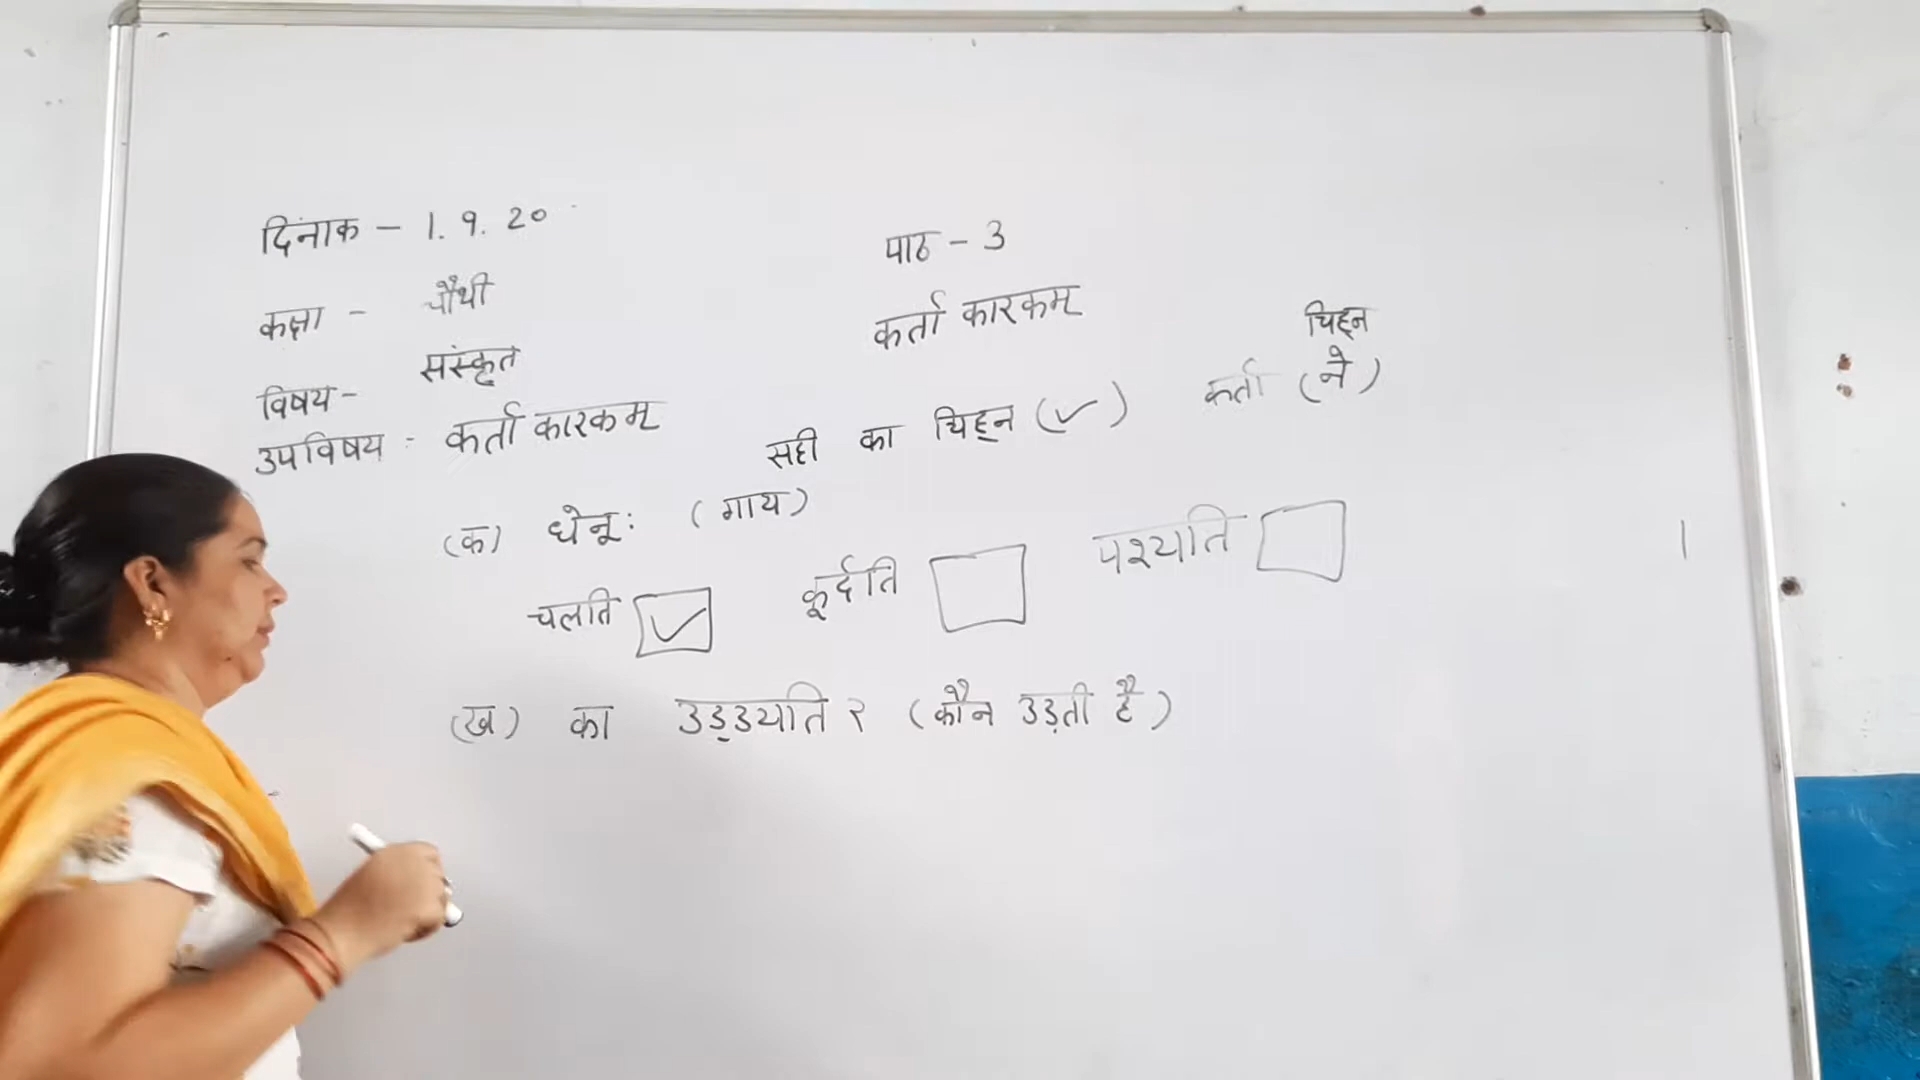 दिंनाक - 1. 9. 20
कक्षा - चौथी
विषय- संस्कृत
उपविषय - कर्ता कारकम्
पाठ - 3
कर्ता कारकम्
चिह्न
कर्ता (ने)
सही का चिह्न (✓)
(क) धेनू: (गाय)
चलति ✓ कूर्दति पश्यति
(ख) का उड्डयति ? (कौन उड़ती है)